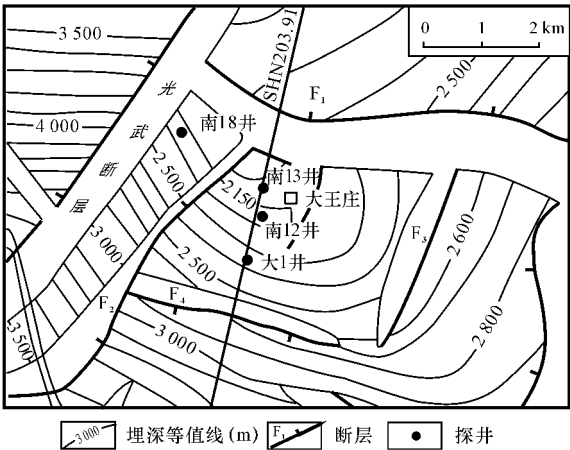 0 1 2 km
3 500
SHN203.91
F₁
2 500
光武断层
4 000
南18井
南13井
2 150
大王庄
南12井
2 500
3 000
大1井
2 500
F₃
2 600
F₂
F₄
3 500
3 000
2 800
3 000 埋深等值线(m) F₁ 断层 探井